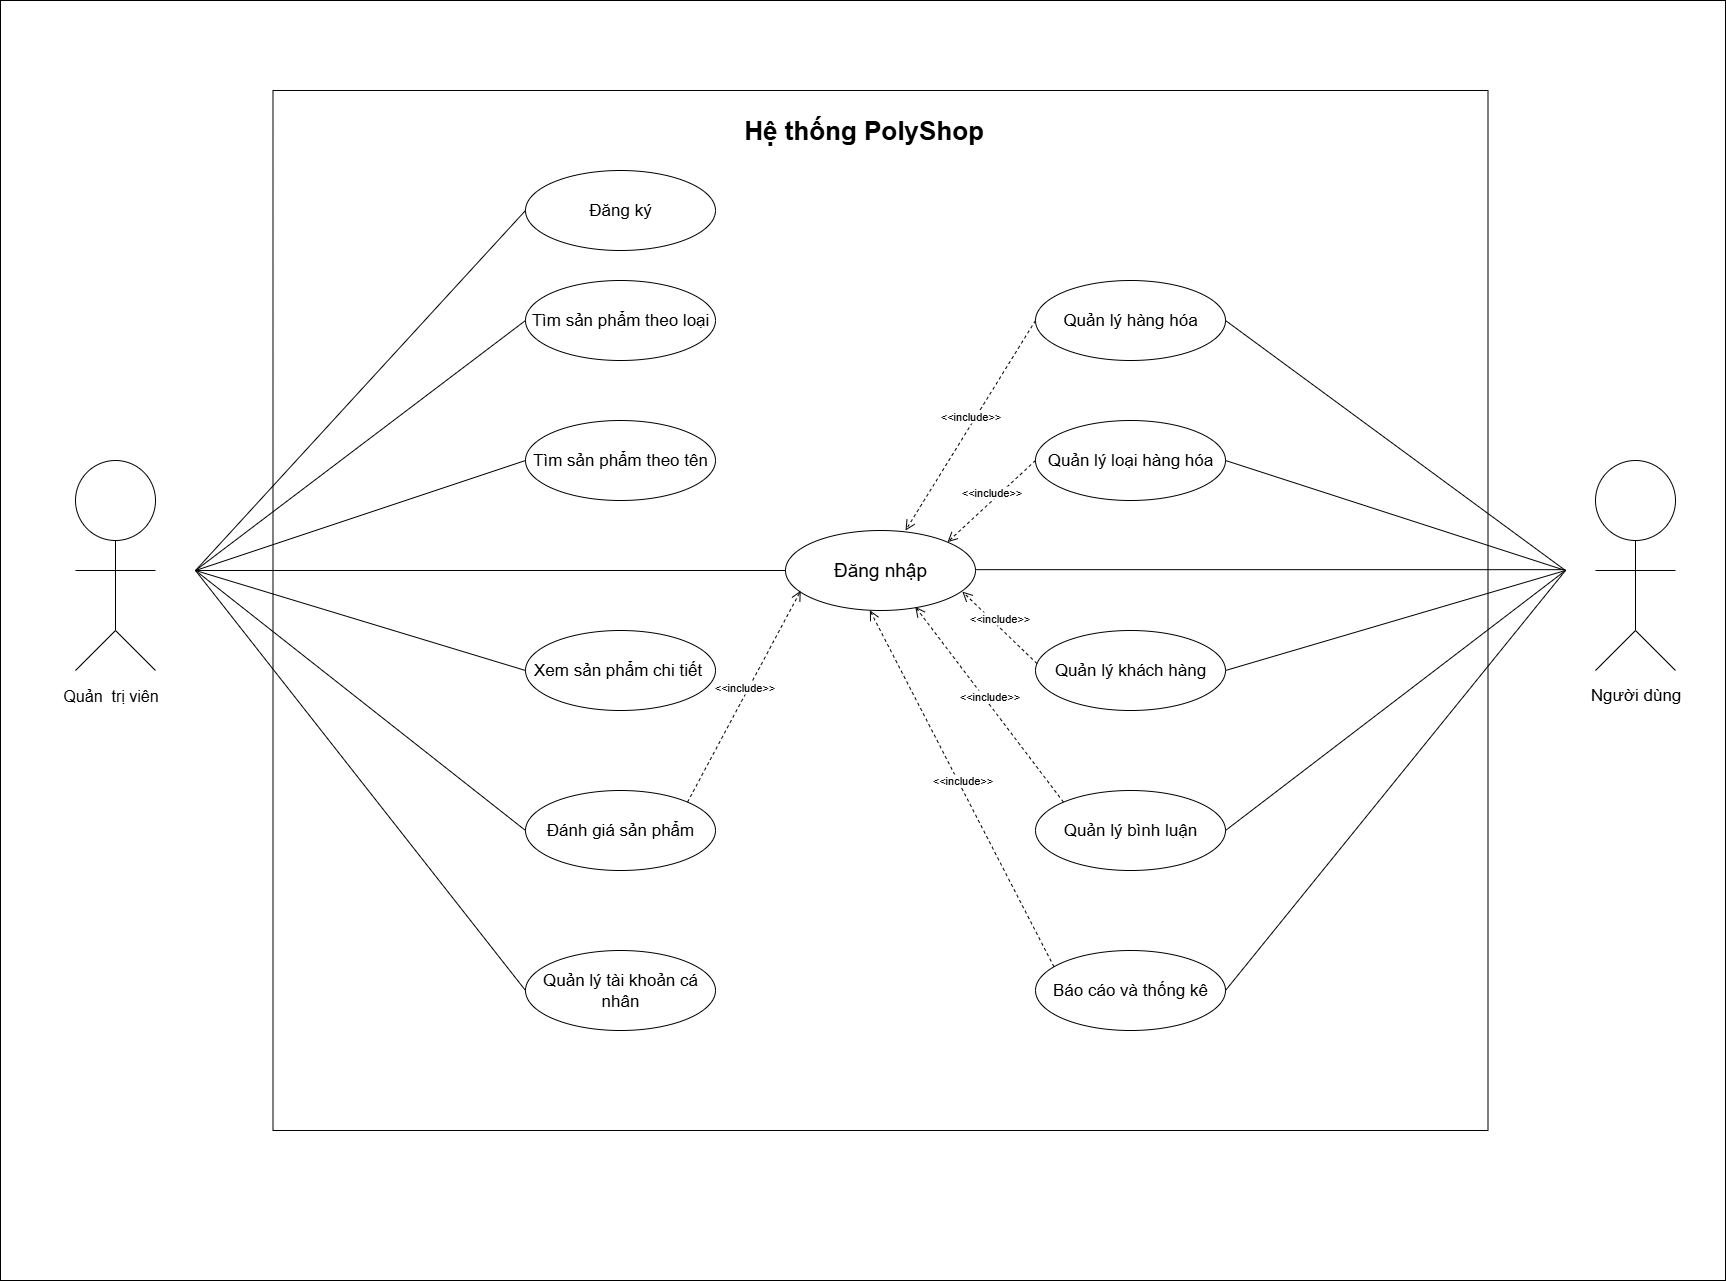 Hệ thống PolyShop
Đăng ký
Tìm sản phẩm theo loại
Quản lý hàng hóa
<<include>>
Tìm sản phẩm theo tên
Quản lý loại hàng hóa
<<include>>
Đăng nhập
<<include>>
Xem sản phẩm chi tiết
Quản lý khách hàng
<<include>>
<<include>>
Quản trị viên
Người dùng
<<include>>
Đánh giá sản phẩm
Quản lý bình luận
Quản lý tài khoản cá
nhân
Báo cáo và thống kê